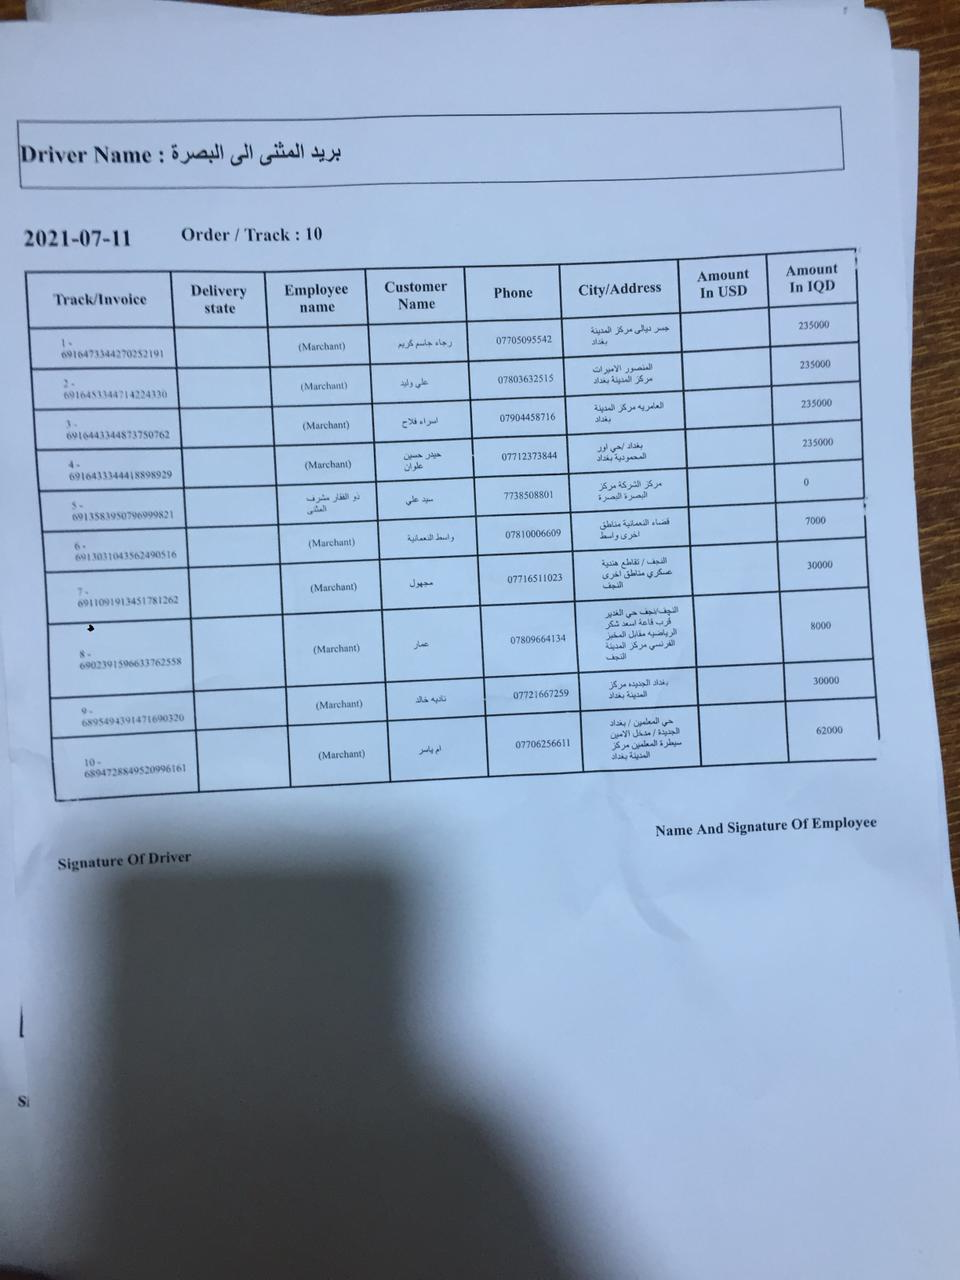 Driver Name : بريد المثنى الى البصرة
2021-07-11 Order / Track : 10
Track/Invoice Delivery state Employee name Customer Name Phone City/Address Amount In USD Amount In IQD
1 - 6916473344270252191 (Marchant) رجاء جاسم كريم 07705095542 جسر ديالى مركز المدينة بغداد 235000
2 - 6916453344714224330 (Marchant) علي وليد 07803632515 المنصور الاميرات مركز المدينة بغداد 235000
3 - 6916443344873750762 (Marchant) اسراء فلاح 07904458716 العامريه مركز المدينة بغداد 235000
4 - 6916433344418898929 (Marchant) حيدر حسين علوان 07712373844 بغداد /حي اور المحمودية بغداد 235000
5 - 6913583950796999821 ذو الفقار مشرف المثنى سيد علي 7738508801 مركز الشركة مركز البصرة البصرة 0
6 - 6913031043562490516 (Marchant) واسط النعمانية 07810006609 قضاء النعمانية مناطق اخرى واسط 7000
7 - 6911091913451781262 (Marchant) مجهول 07716511023 النجف / تقاطع هندية عسكري مناطق اخرى النجف 30000
8 - 6902391596633762558 (Marchant) عمار 07809664134 النجف/نجف حي الغدير قرب قاعة اسعد شكر الرياضيه مقابل المخبز الفرنسي مركز المدينة النجف 8000
9 - 6895494391471690320 (Marchant) ناديه خالد 07721667259 بغداد الجديده مركز المدينة بغداد 30000
10 - 6894728849520996161 (Marchant) ام ياسر 07706256611 حي المعلمين / بغداد الجديدة / مدخل الامين سيطرة المعلمين مركز المدينة بغداد 62000
Name And Signature Of Employee
Signature Of Driver
Si